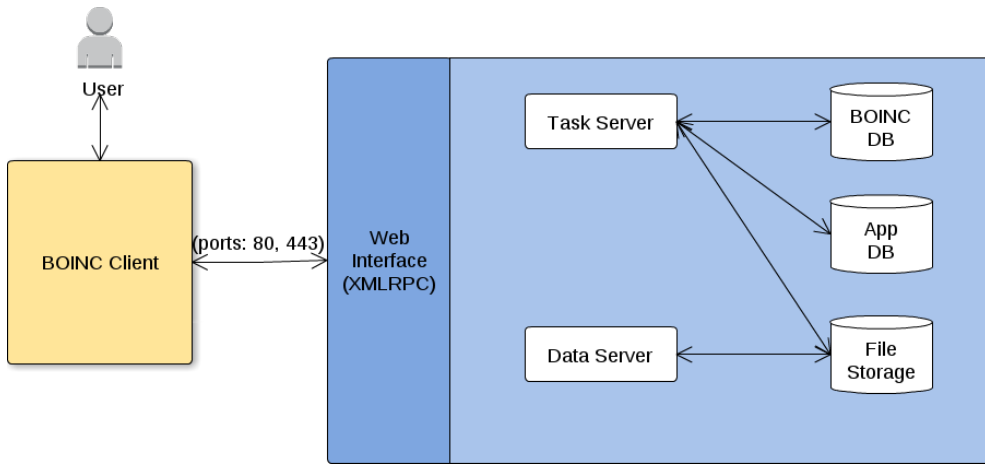 User
BOINC Client
(ports: 80, 443)
Web
Interface
(XMLRPC)
Task Server
BOINC
DB
App
DB
Data Server
File
Storage